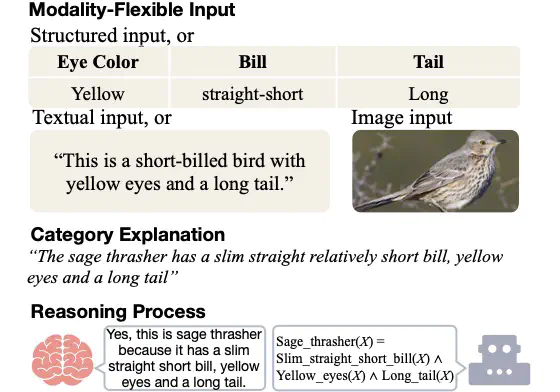 Modality-Flexible Input
Structured input, or
Eye Color Bill Tail
Yellow straight-short Long
Textual input, or Image input
“This is a short-billed bird with
yellow eyes and a long tail.”
Category Explanation
“The sage thrasher has a slim straight relatively short bill, yellow
eyes and a long tail”
Reasoning Process
Yes, this is sage thrasher
because it has a slim
straight short bill, yellow
eyes and a long tail.
Sage_thrasher(X) =
Slim_straight_short_bill(X) ∧
Yellow_eyes(X) ∧ Long_tail(X)